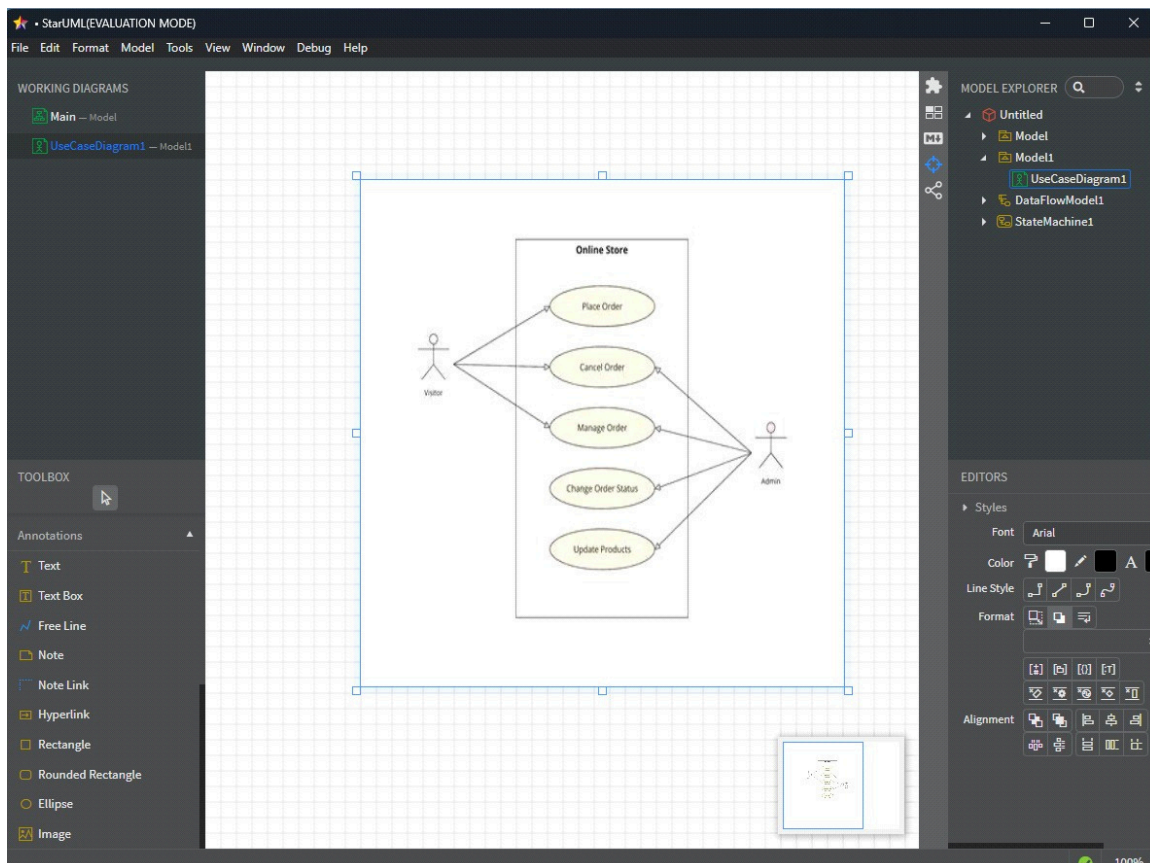 • StarUML(EVALUATION MODE)
File Edit Format Model Tools View Window Debug Help
WORKING DIAGRAMS
Main — Model
UseCaseDiagram1 — Model1
TOOLBOX
Annotations
Text
Text Box
Free Line
Note
Note Link
Hyperlink
Rectangle
Rounded Rectangle
Ellipse
Image
Online Store
Place Order
Cancel Order
Manage Order
Change Order Status
Update Products
Visitor
Admin
MODEL EXPLORER
Untitled
Model
Model1
UseCaseDiagram1
DataFlowModel1
StateMachine1
EDITORS
Styles
Font Arial
Color A
Line Style
Format
Alignment
100%